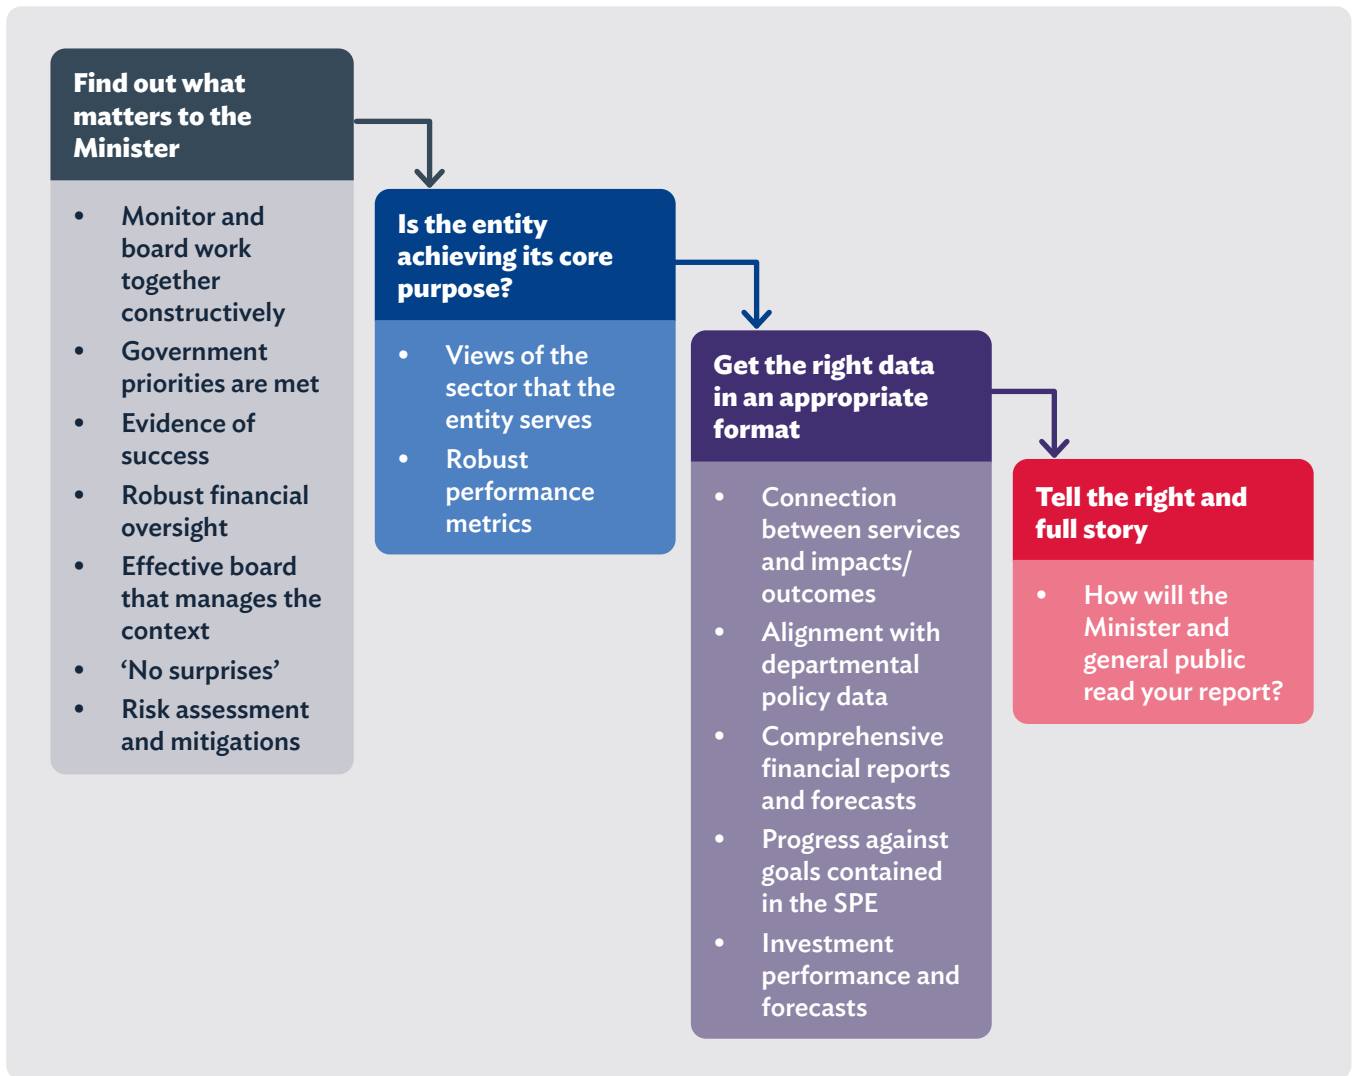 Find out what
matters to the
Minister
• Monitor and
board work
together
constructively
• Government
priorities are met
• Evidence of
success
• Robust financial
oversight
• Effective board
that manages the
context
• ‘No surprises’
• Risk assessment
and mitigations
Is the entity
achieving its core
purpose?
• Views of the
sector that the
entity serves
• Robust
performance
metrics
Get the right data
in an appropriate
format
• Connection
between services
and impacts/
outcomes
• Alignment with
departmental
policy data
• Comprehensive
financial reports
and forecasts
• Progress against
goals contained
in the SPE
• Investment
performance and
forecasts
Tell the right and
full story
• How will the
Minister and
general public
read your report?